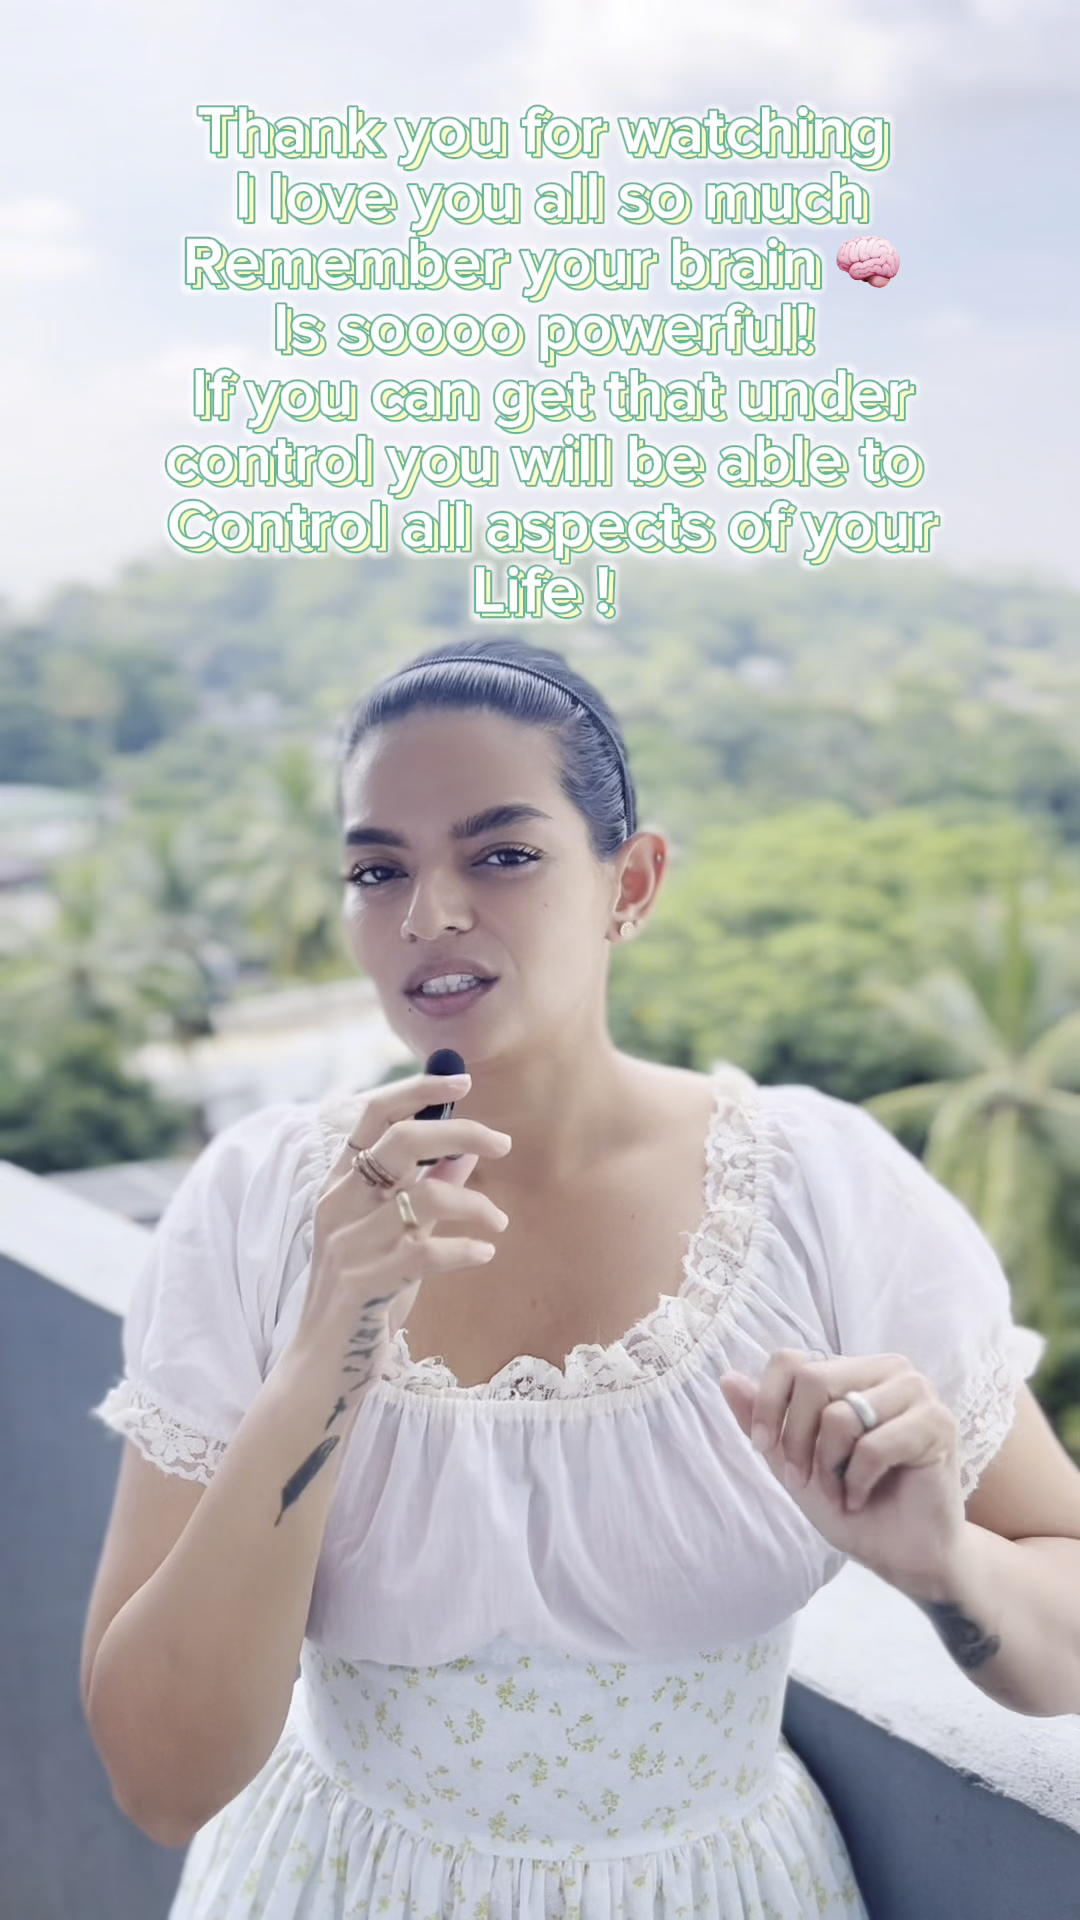 Thank you for watching
I love you all so much
Remember your brain 🧠
Is soooo powerful!
If you can get that under
control you will be able to
Control all aspects of your
Life !